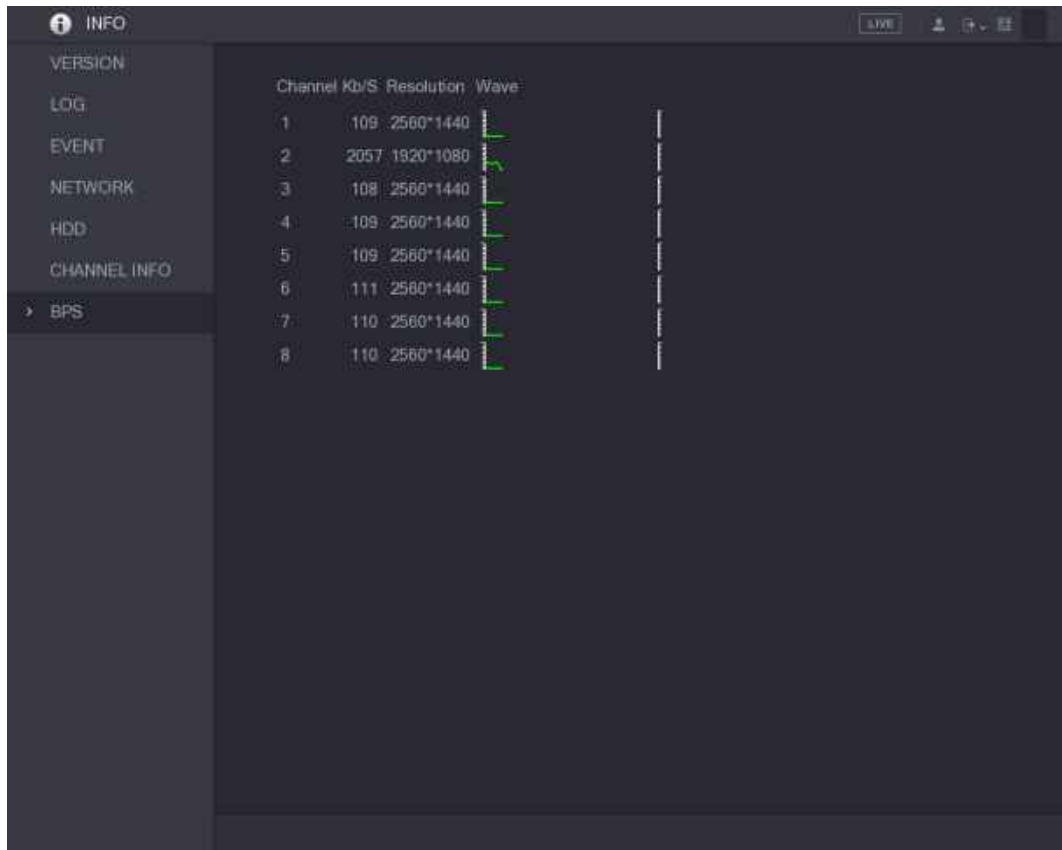 INFO
LIVE
VERSION
LOG
EVENT
NETWORK
HDD
CHANNEL INFO
BPS
Channel Kb/S Resolution Wave
1 109 2560*1440
2 2057 1920*1080
3 108 2560*1440
4 109 2560*1440
5 109 2560*1440
6 111 2560*1440
7 110 2560*1440
8 110 2560*1440